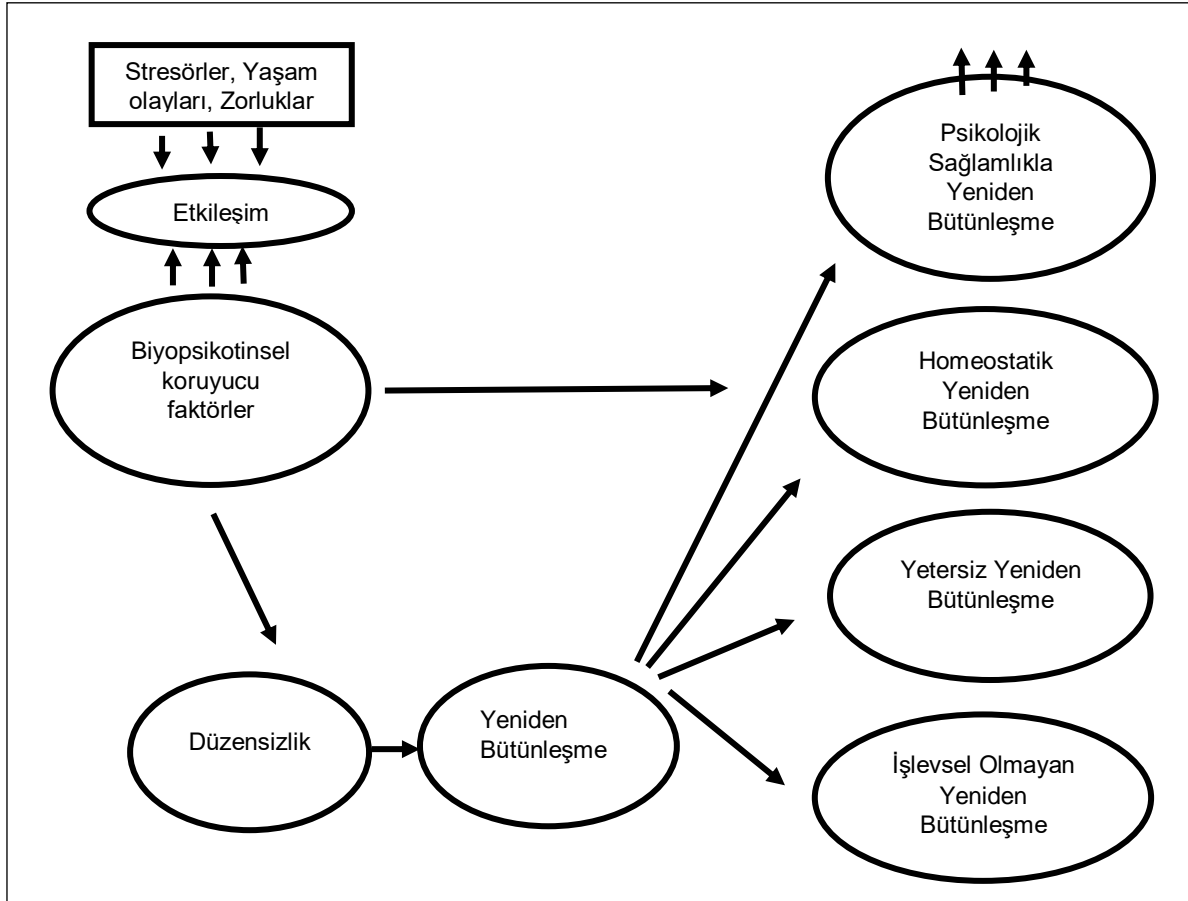 Stresörler, Yaşam
olayları, Zorluklar
Etkileşim
Biyopsikotinsel
koruyucu
faktörler
Düzensizlik
Yeniden
Bütünleşme
Psikolojik
Sağlamlıkla
Yeniden
Bütünleşme
Homeostatik
Yeniden
Bütünleşme
Yetersiz Yeniden
Bütünleşme
İşlevsel Olmayan
Yeniden
Bütünleşme